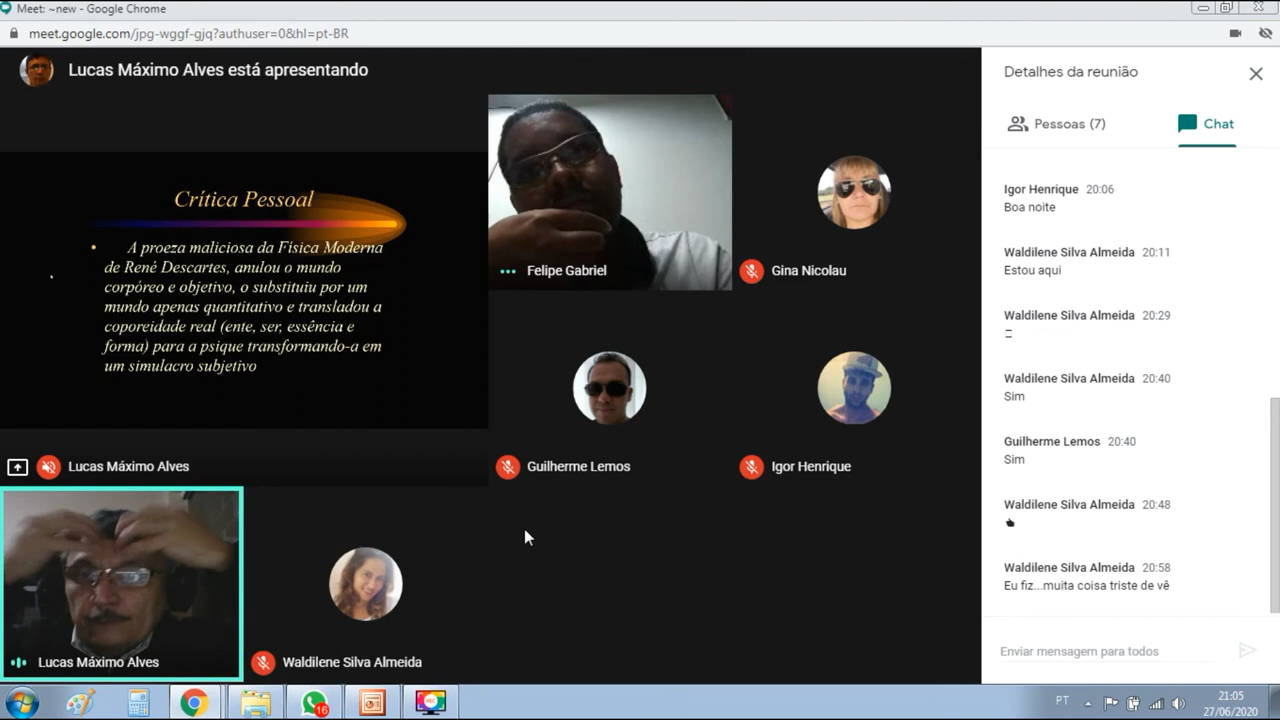 Meet: ~new - Google Chrome
meet.google.com/jpg-wggf-gjq?authuser=0&hl=pt-BR
Lucas Máximo Alves está apresentando
Crítica Pessoal
• A proeza maliciosa da Física Moderna
de René Descartes, anulou o mundo
corpóreo e objetivo, o substituiu por um
mundo apenas quantitativo e transladou a
coporeidade real (ente, ser, essência e
forma) para a psique transformando-a em
um simulacro subjetivo
Lucas Máximo Alves
Felipe Gabriel
Gina Nicolau
Guilherme Lemos
Igor Henrique
Lucas Máximo Alves
Waldilene Silva Almeida
Detalhes da reunião
Pessoas (7)
Chat
Igor Henrique 20:06
Boa noite
Waldilene Silva Almeida 20:11
Estou aqui
Waldilene Silva Almeida 20:29
Waldilene Silva Almeida 20:40
Sim
Guilherme Lemos 20:40
Sim
Waldilene Silva Almeida 20:48
Waldilene Silva Almeida 20:58
Eu fiz...muita coisa triste de vê
Enviar mensagem para todos
16
PT
21:05
27/06/2020